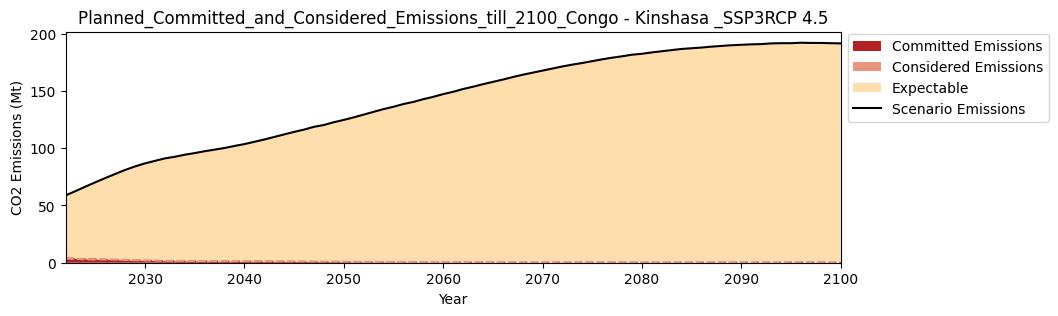 Planned_Committed_and_Considered_Emissions_till_2100_Congo - Kinshasa _SSP3RCP 4.5
200
150
100
50
0
CO2 Emissions (Mt)
2030
2040
2050
2060
2070
2080
2090
2100
Year
Committed Emissions
Considered Emissions
Expectable
Scenario Emissions